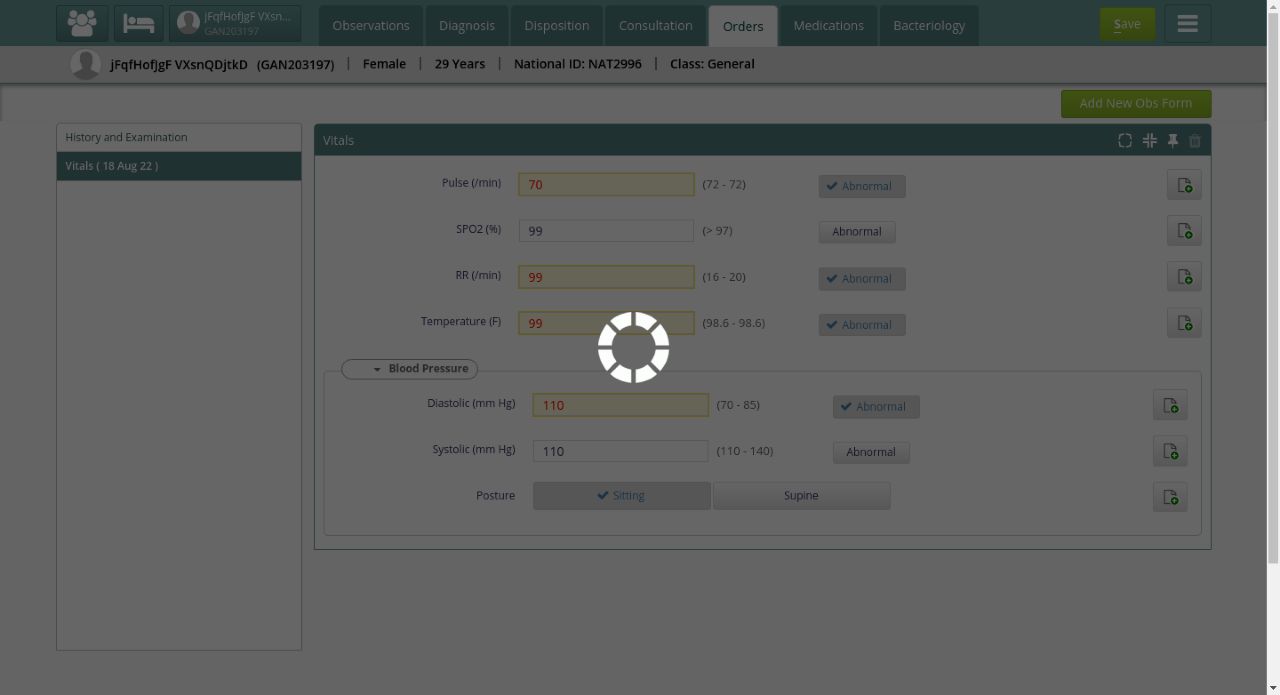 jFqfHofJgF VXsn...
GAN203197
Observations
Diagnosis
Disposition
Consultation
Orders
Medications
Bacteriology
Save
jFqfHofJgF VXsnQDjtkD (GAN203197) | Female | 29 Years | National ID: NAT2996 | Class: General
Add New Obs Form
History and Examination
Vitals ( 18 Aug 22 )
Vitals
Pulse (/min) 70 (72 - 72) Abnormal
SPO2 (%) 99 (> 97) Abnormal
RR (/min) 99 (16 - 20) Abnormal
Temperature (F) 99 (98.6 - 98.6) Abnormal
Blood Pressure
Diastolic (mm Hg) 110 (70 - 85) Abnormal
Systolic (mm Hg) 110 (110 - 140) Abnormal
Posture Sitting Supine